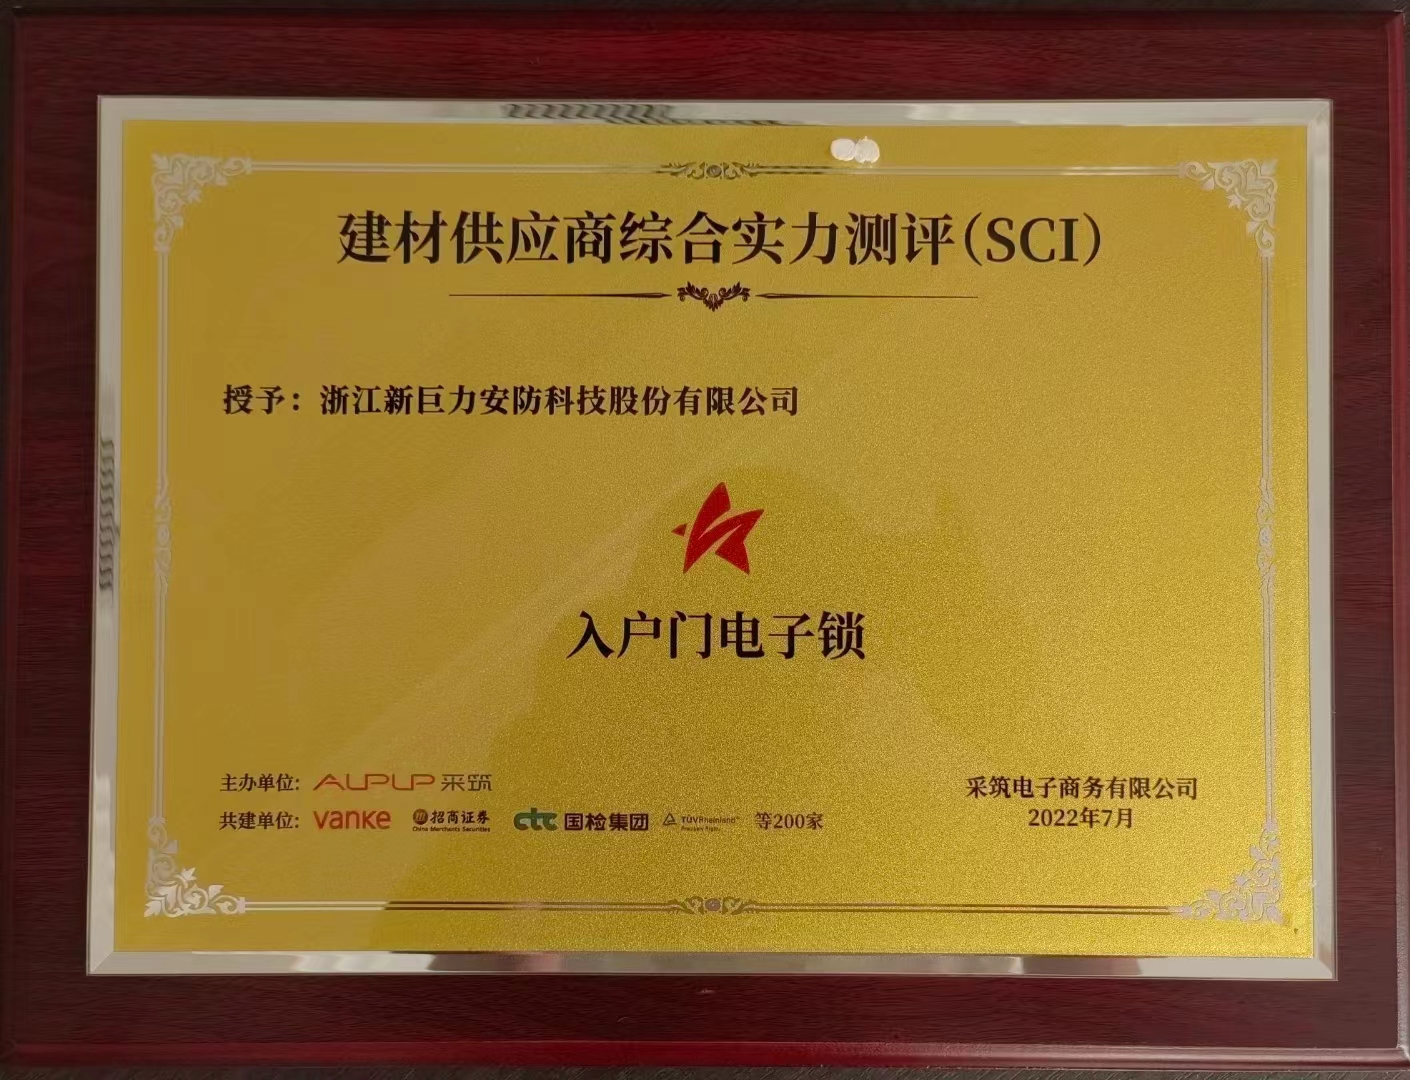 建材供应商综合实力测评(SCI)
授予：浙江新巨力安防科技股份有限公司
入户门电子锁
主办单位: AUPUP 采筑
共建单位: vanke 招商证券 China Merchants Securities ctc 国检集团 TÜVRheinland 等200家
采筑电子商务有限公司
2022年7月